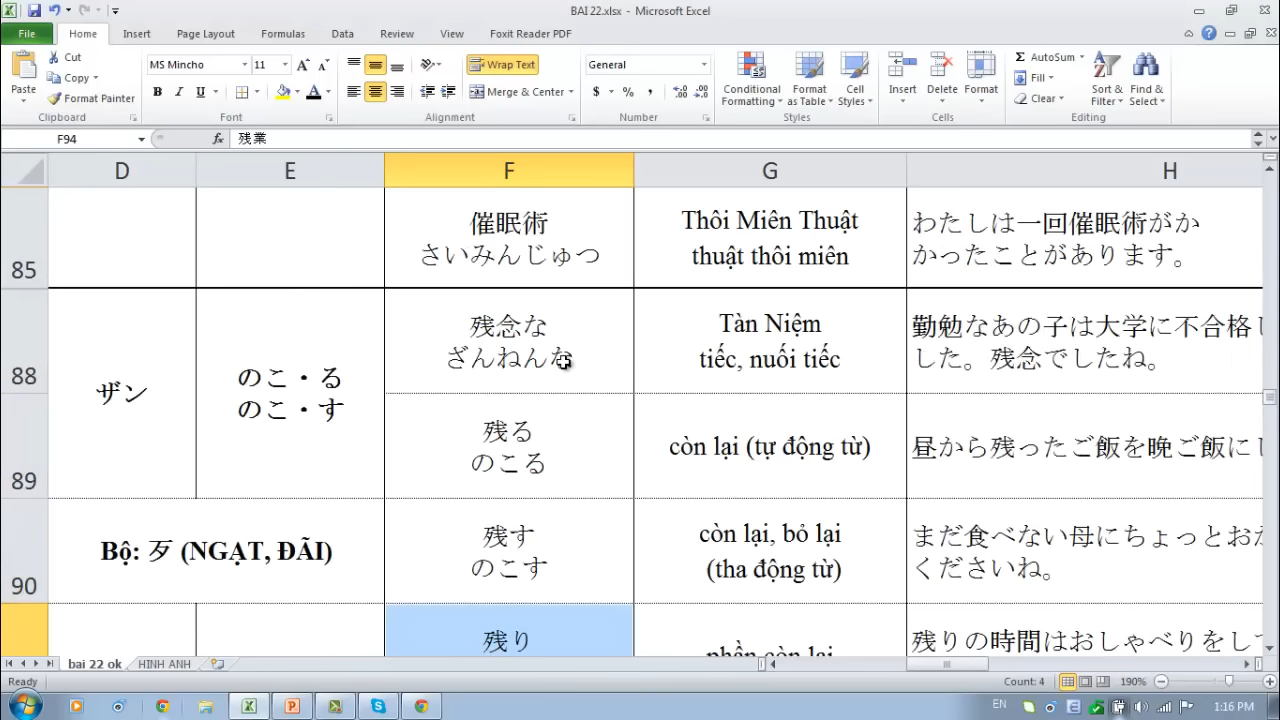 BAI 22.xlsx - Microsoft Excel
File Home Insert Page Layout Formulas Data Review View Foxit Reader PDF
Paste
Cut
Copy
Format Painter
Clipboard
MS Mincho 11
B I U
Font
Wrap Text
Merge & Center
Alignment
General
$ % ,
Number
Conditional Formatting
Format as Table
Cell Styles
Styles
Insert Delete Format
Cells
AutoSum
Fill
Clear
Sort & Filter
Find & Select
Editing
F94 fx 残業
D E F G H
85
催眠術
さいみんじゅつ
Thôi Miên Thuật
thuật thôi miên
わたしは一回催眠術がか
かったことがあります。
88
ザン
のこ・る
のこ・す
残念な
ざんねんな
Tàn Niệm
tiếc, nuối tiếc
勤勉なあの子は大学に不合格し
した。残念でしたね。
89
残る
のこる
còn lại (tự động từ)
昼から残ったご飯を晩ご飯にし
90
Bộ: 歹 (NGẠT, ĐÃI)
残す
のこす
còn lại, bỏ lại
(tha động từ)
まだ食べない母にちょっとおか
くださいね。
残り
phần còn lại
残りの時間はおしゃべりをして
bai 22 ok HINH ANH
Ready Count: 4 190%
EN 1:16 PM